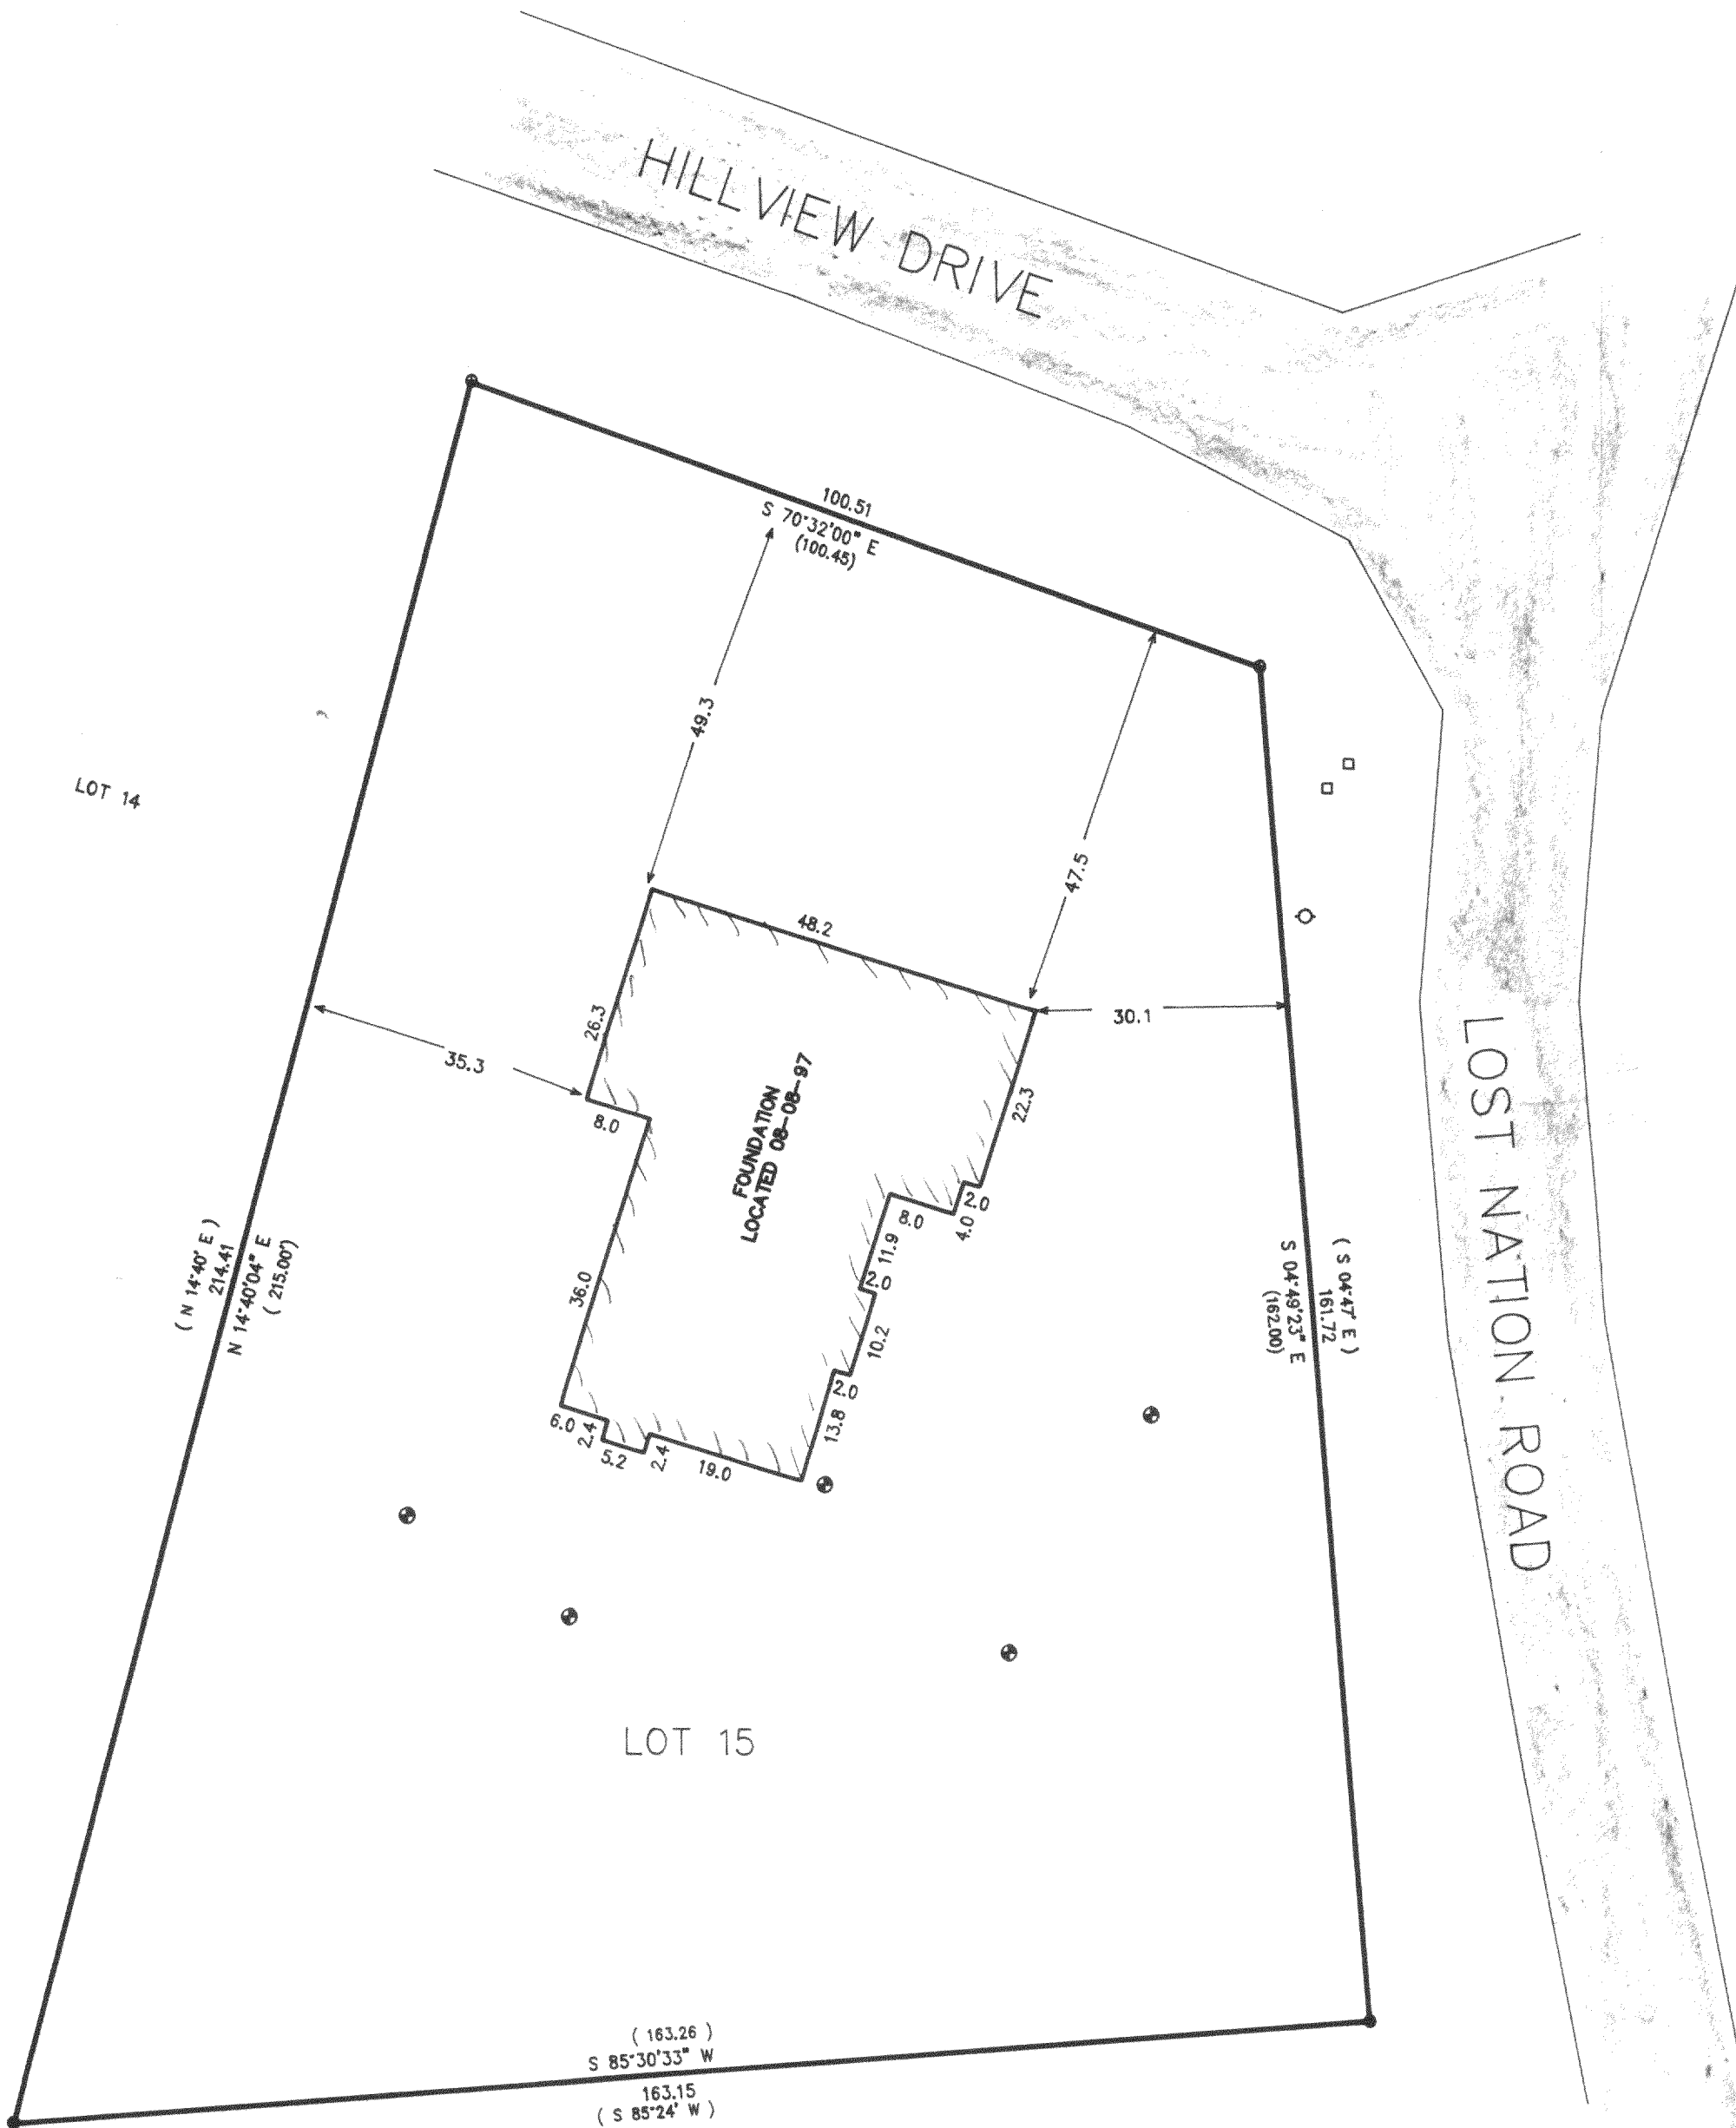 HILLVIEW DRIVE
100.51
S 70°32'00" E
(100.45)
49.3
47.5
LOT 14
48.2
30.1
26.3
35.3
8.0
22.3
FOUNDATION
LOCATED 08-08-97
2.0
4.0
8.0
11.9
2.0
10.2
2.0
13.8
36.0
6.0
2.4
5.2
2.4
19.0
( N 14°40' E )
214.41
N 14°40'04" E
( 215.00')
( S 04°47' E )
161.72
S 04°49'23" E
(162.00)
LOST NATION ROAD
LOT 15
( 163.26 )
S 85°30'33" W
163.15
( S 85°24' W )